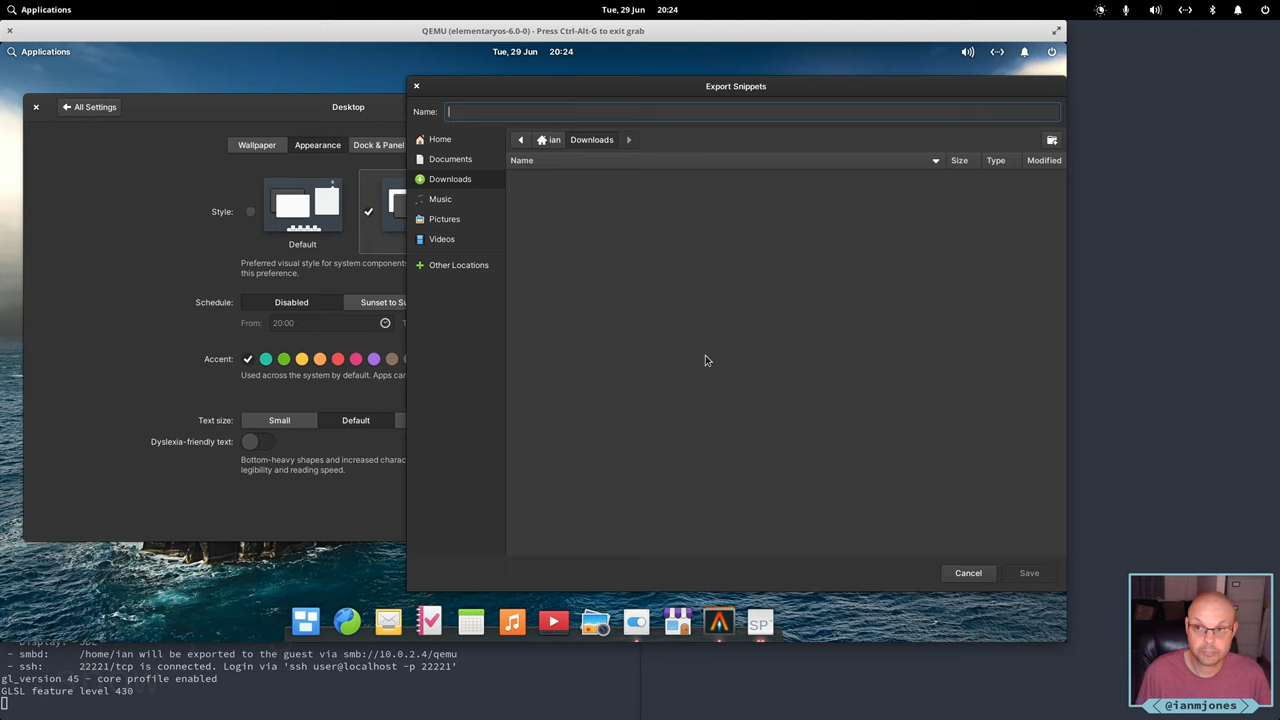 Applications
Tue, 29 Jun 20:24
QEMU (elementaryos-6.0-0) - Press Ctrl-Alt-G to exit grab
Applications
Tue, 29 Jun 20:24
All Settings
Desktop
Wallpaper
Appearance
Dock & Panel
Style:
Default
Preferred visual style for system components
this preference.
Schedule:
Disabled
Sunset to Su
From:
20:00
T
Accent:
Used across the system by default. Apps can
Text size:
Small
Default
Dyslexia-friendly text:
Bottom-heavy shapes and increased charac
legibility and reading speed.
Export Snippets
Name:
Home
Documents
Downloads
Music
Pictures
Videos
Other Locations
ian
Downloads
Name
Size
Type
Modified
Cancel
Save
SP
- smbd: /home/ian will be exported to the guest via smb://10.0.2.4/qemu
- ssh: 22221/tcp is connected. Login via 'ssh user@localhost -p 22221'
gl_version 45 - core profile enabled
GLSL feature level 430
@ianmjones